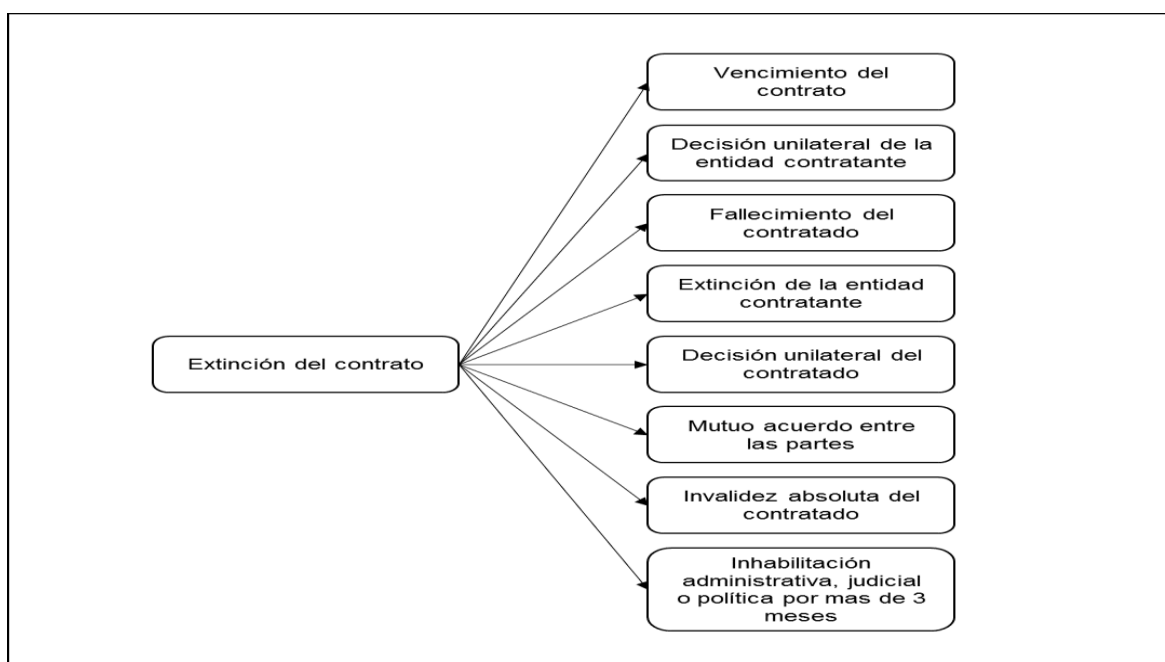 Vencimiento del
contrato
Decisión unilateral de la
entidad contratante
Fallecimiento del
contratado
Extinción de la entidad
contratante
Extinción del contrato
Decisión unilateral del
contratado
Mutuo acuerdo entre
las partes
Invalidez absoluta del
contratado
Inhabilitación
administrativa, judicial
o política por mas de 3
meses